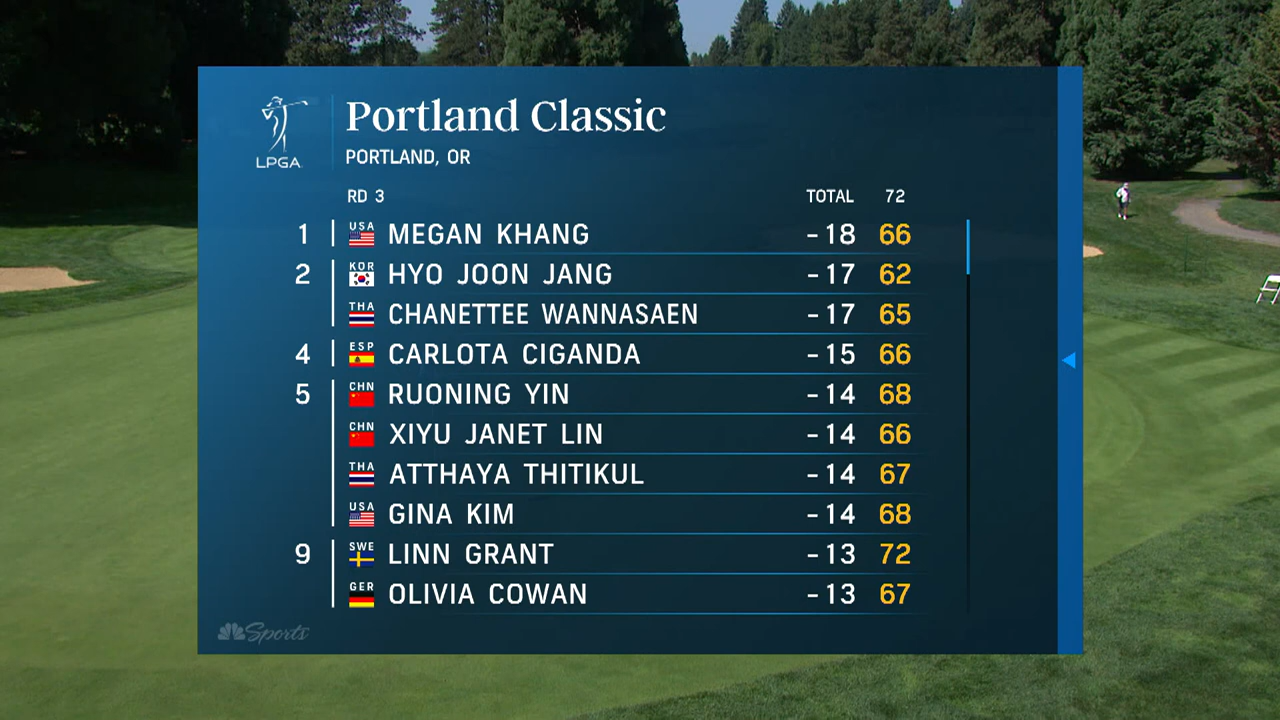 Portland Classic
LPGA
PORTLAND, OR
RD 3 TOTAL 72
1 USA MEGAN KHANG -18 66
2 KOR HYO JOON JANG -17 62
THA CHANETTEE WANNASAEN -17 65
4 ESP CARLOTA CIGANDA -15 66
5 CHN RUONING YIN -14 68
CHN XIYU JANET LIN -14 66
THA ATTHAYA THITIKUL -14 67
USA GINA KIM -14 68
9 SWE LINN GRANT -13 72
GER OLIVIA COWAN -13 67
Sports